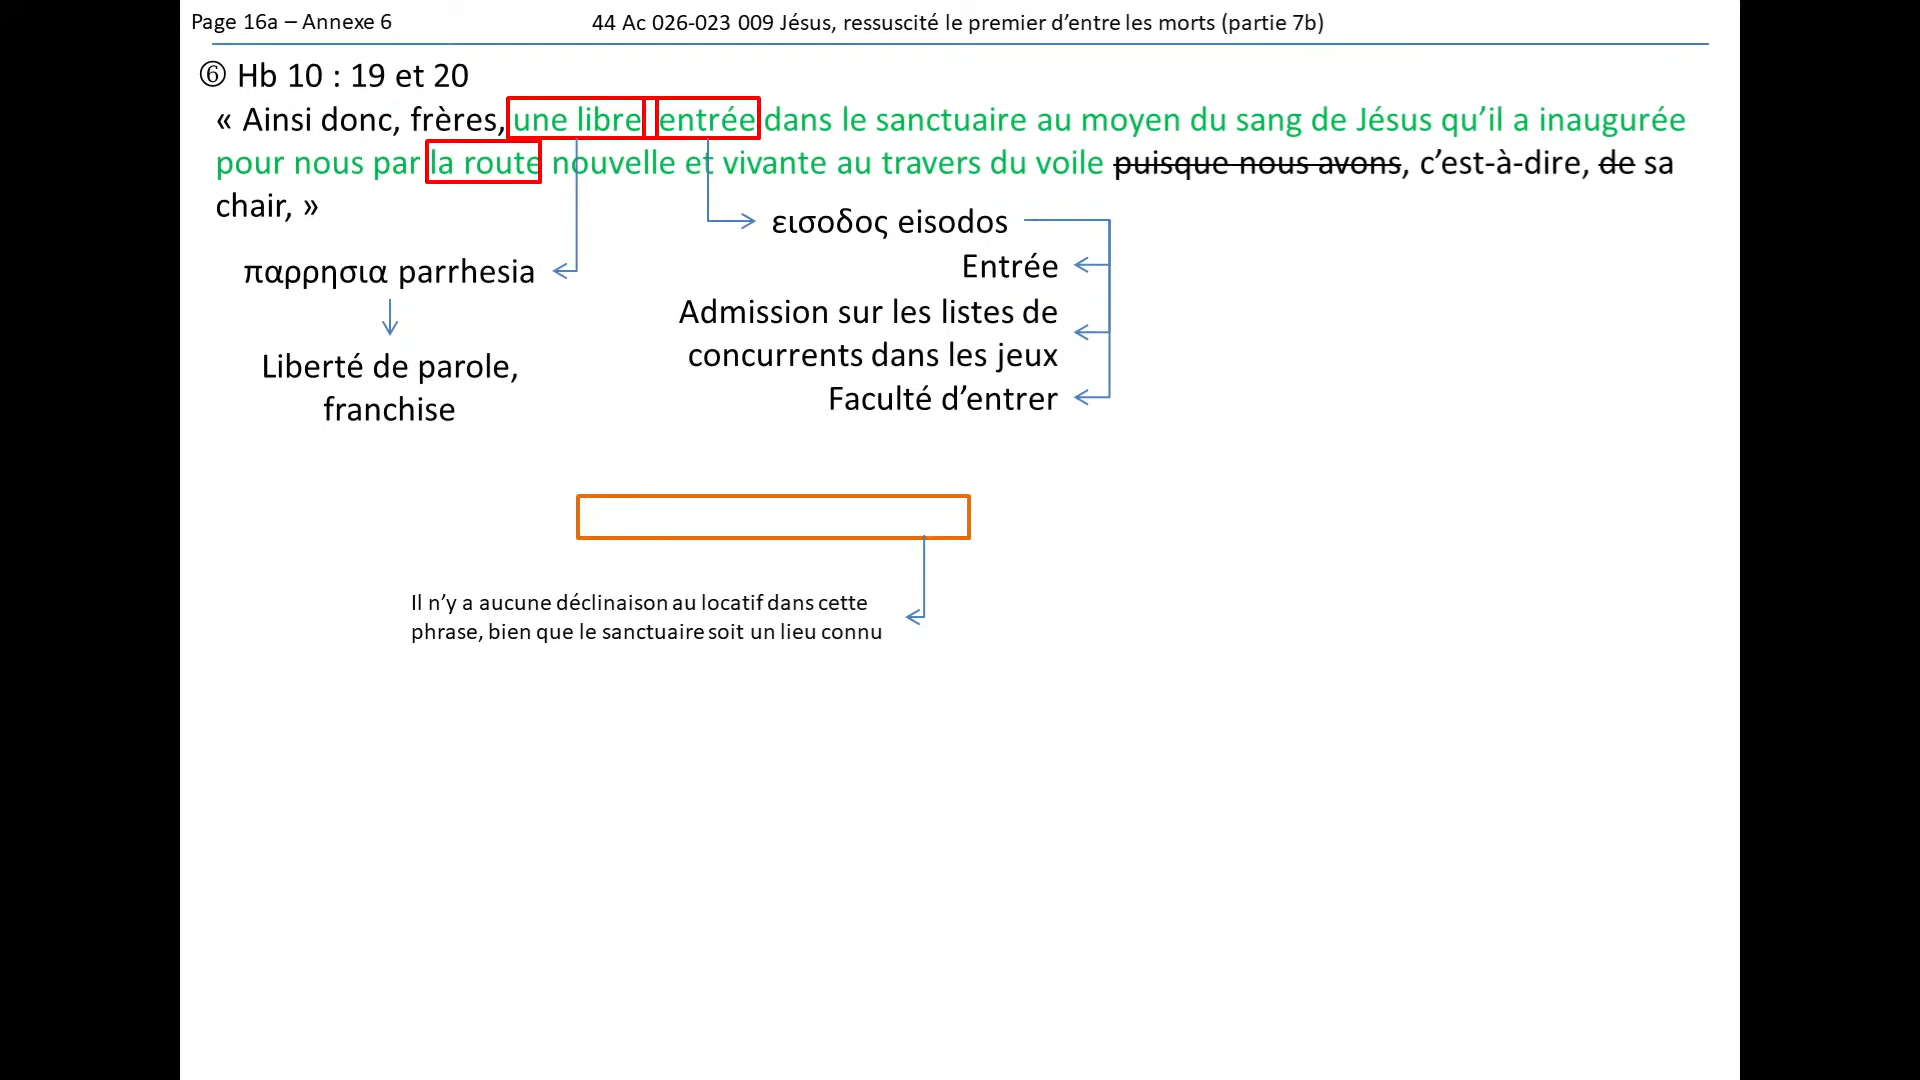 Page 16a – Annexe 6
44 Ac 026-023 009 Jésus, ressuscité le premier d’entre les morts (partie 7b)
⑥ Hb 10 : 19 et 20
« Ainsi donc, frères, une libre entrée dans le sanctuaire au moyen du sang de Jésus qu’il a inaugurée
pour nous par la route nouvelle et vivante au travers du voile puisque nous avons, c’est-à-dire, de sa
chair, »
εισοδος eisodos
Entrée
Admission sur les listes de
concurrents dans les jeux
Faculté d’entrer
παρρησια parrhesia
Liberté de parole,
franchise
Il n’y a aucune déclinaison au locatif dans cette
phrase, bien que le sanctuaire soit un lieu connu